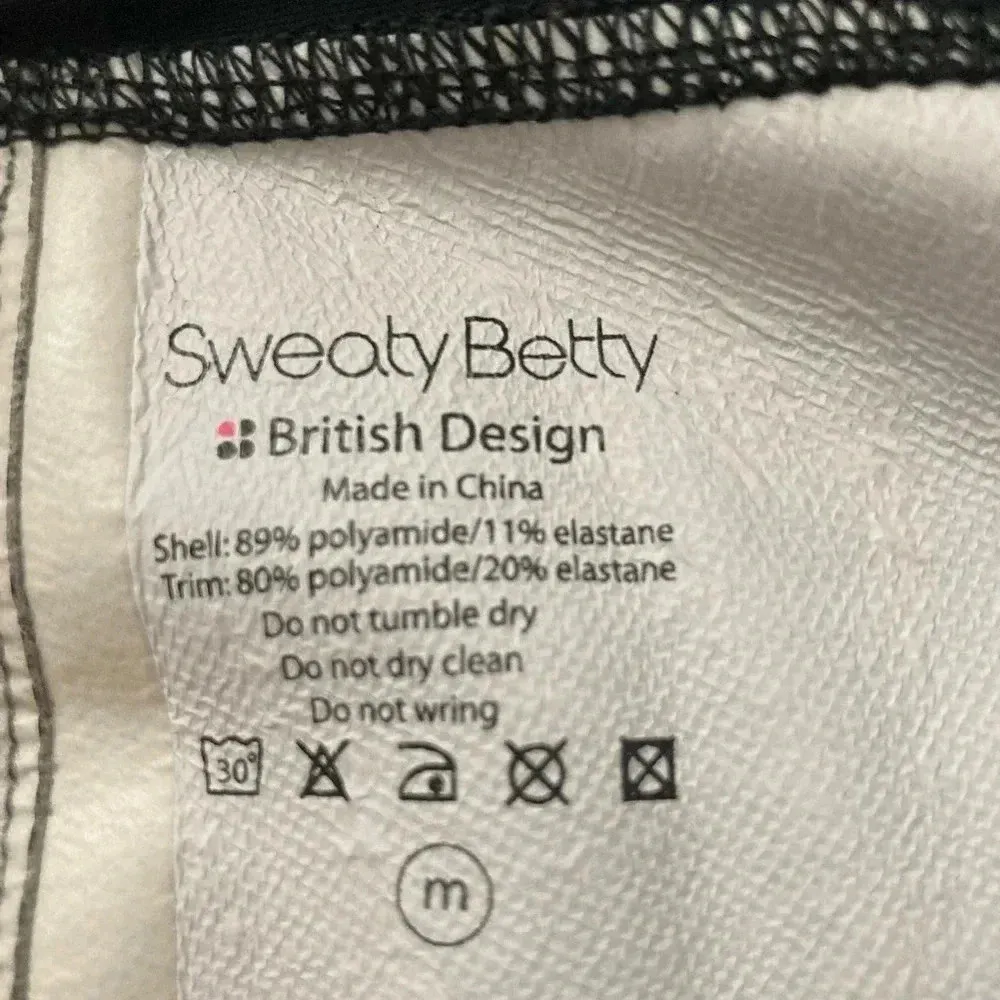 Sweaty Betty
British Design
Made in China
Shell: 89% polyamide/11% elastane
Trim: 80% polyamide/20% elastane
Do not tumble dry
Do not dry clean
Do not wring
30°
m